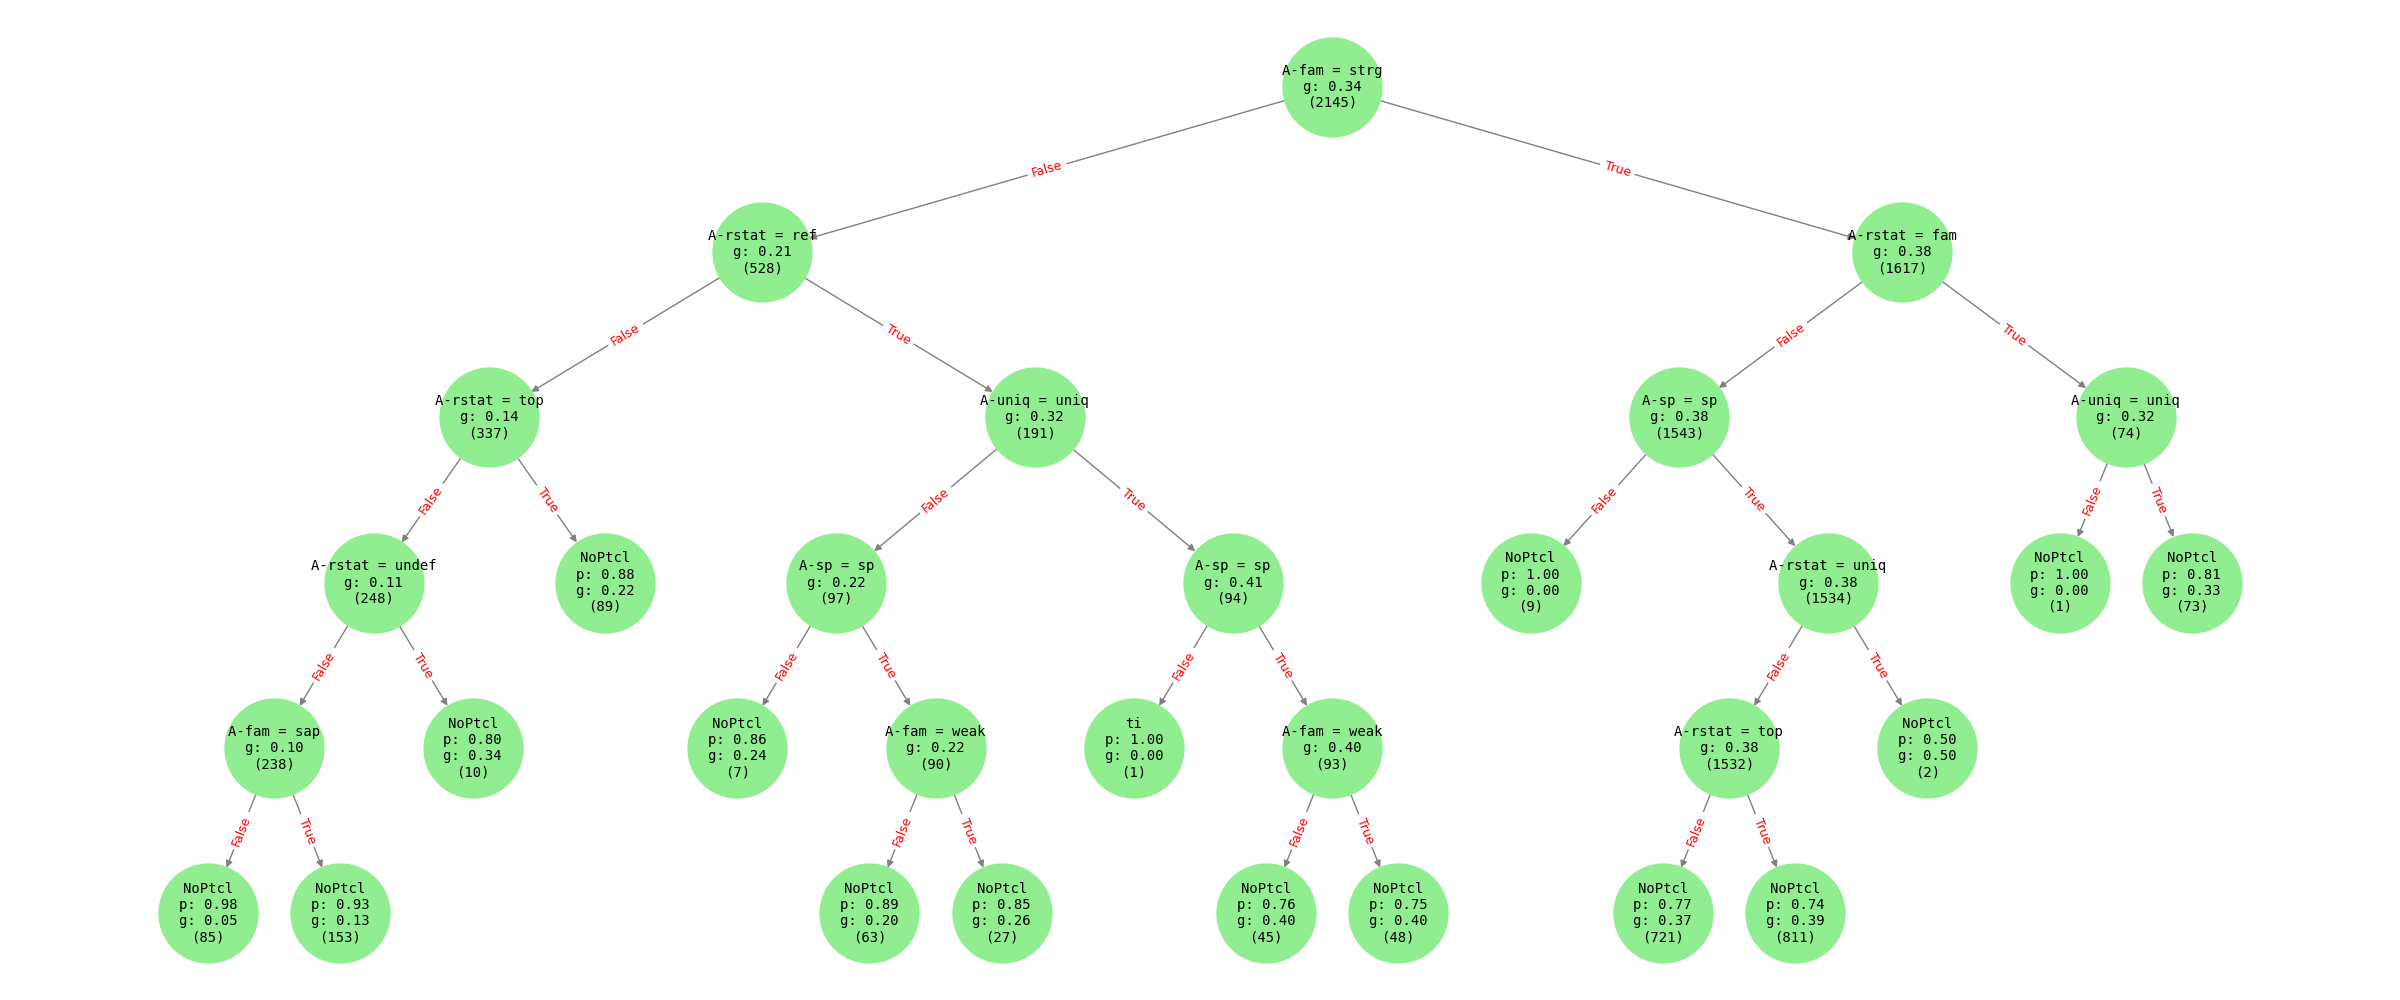 A-fam = strg
g: 0.34
(2145)
False
True
A-rstat = ref
g: 0.21
(528)
A-rstat = fam
g: 0.38
(1617)
False
True
False
True
A-rstat = top
g: 0.14
(337)
A-uniq = uniq
g: 0.32
(191)
A-sp = sp
g: 0.38
(1543)
A-uniq = uniq
g: 0.32
(74)
False
True
False
True
False
True
False
True
A-rstat = undef
g: 0.11
(248)
NoPtcl
p: 0.88
g: 0.22
(89)
A-sp = sp
g: 0.22
(97)
A-sp = sp
g: 0.41
(94)
NoPtcl
p: 1.00
g: 0.00
(9)
A-rstat = uniq
g: 0.38
(1534)
NoPtcl
p: 1.00
g: 0.00
(1)
NoPtcl
p: 0.81
g: 0.33
(73)
False
True
False
True
False
True
False
True
A-fam = sap
g: 0.10
(238)
NoPtcl
p: 0.80
g: 0.34
(10)
NoPtcl
p: 0.86
g: 0.24
(7)
A-fam = weak
g: 0.22
(90)
ti
p: 1.00
g: 0.00
(1)
A-fam = weak
g: 0.40
(93)
A-rstat = top
g: 0.38
(1532)
NoPtcl
p: 0.50
g: 0.50
(2)
False
True
False
True
False
True
False
True
NoPtcl
p: 0.98
g: 0.05
(85)
NoPtcl
p: 0.93
g: 0.13
(153)
NoPtcl
p: 0.89
g: 0.20
(63)
NoPtcl
p: 0.85
g: 0.26
(27)
NoPtcl
p: 0.76
g: 0.40
(45)
NoPtcl
p: 0.75
g: 0.40
(48)
NoPtcl
p: 0.77
g: 0.37
(721)
NoPtcl
p: 0.74
g: 0.39
(811)